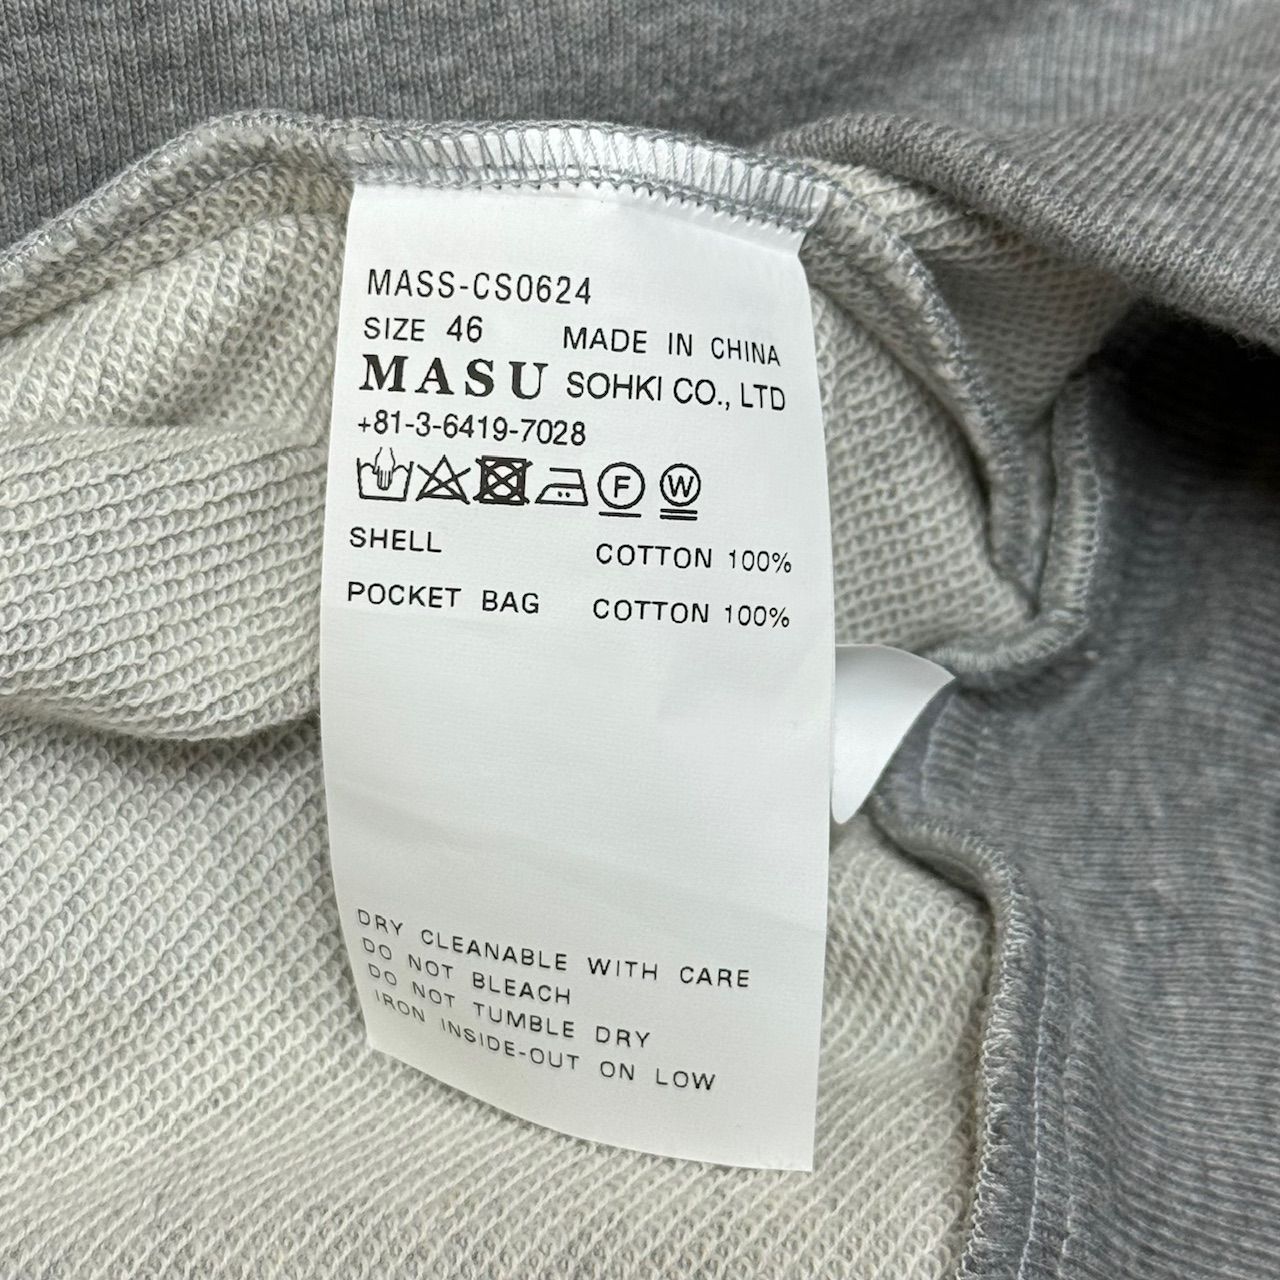 MASS-CS0624
SIZE 46 MADE IN CHINA
MASU SOHKI CO., LTD
+81-3-6419-7028
F W
SHELL COTTON 100%
POCKET BAG COTTON 100%
DRY CLEANABLE WITH CARE
DO NOT BLEACH
DO NOT TUMBLE DRY
IRON INSIDE-OUT ON LOW